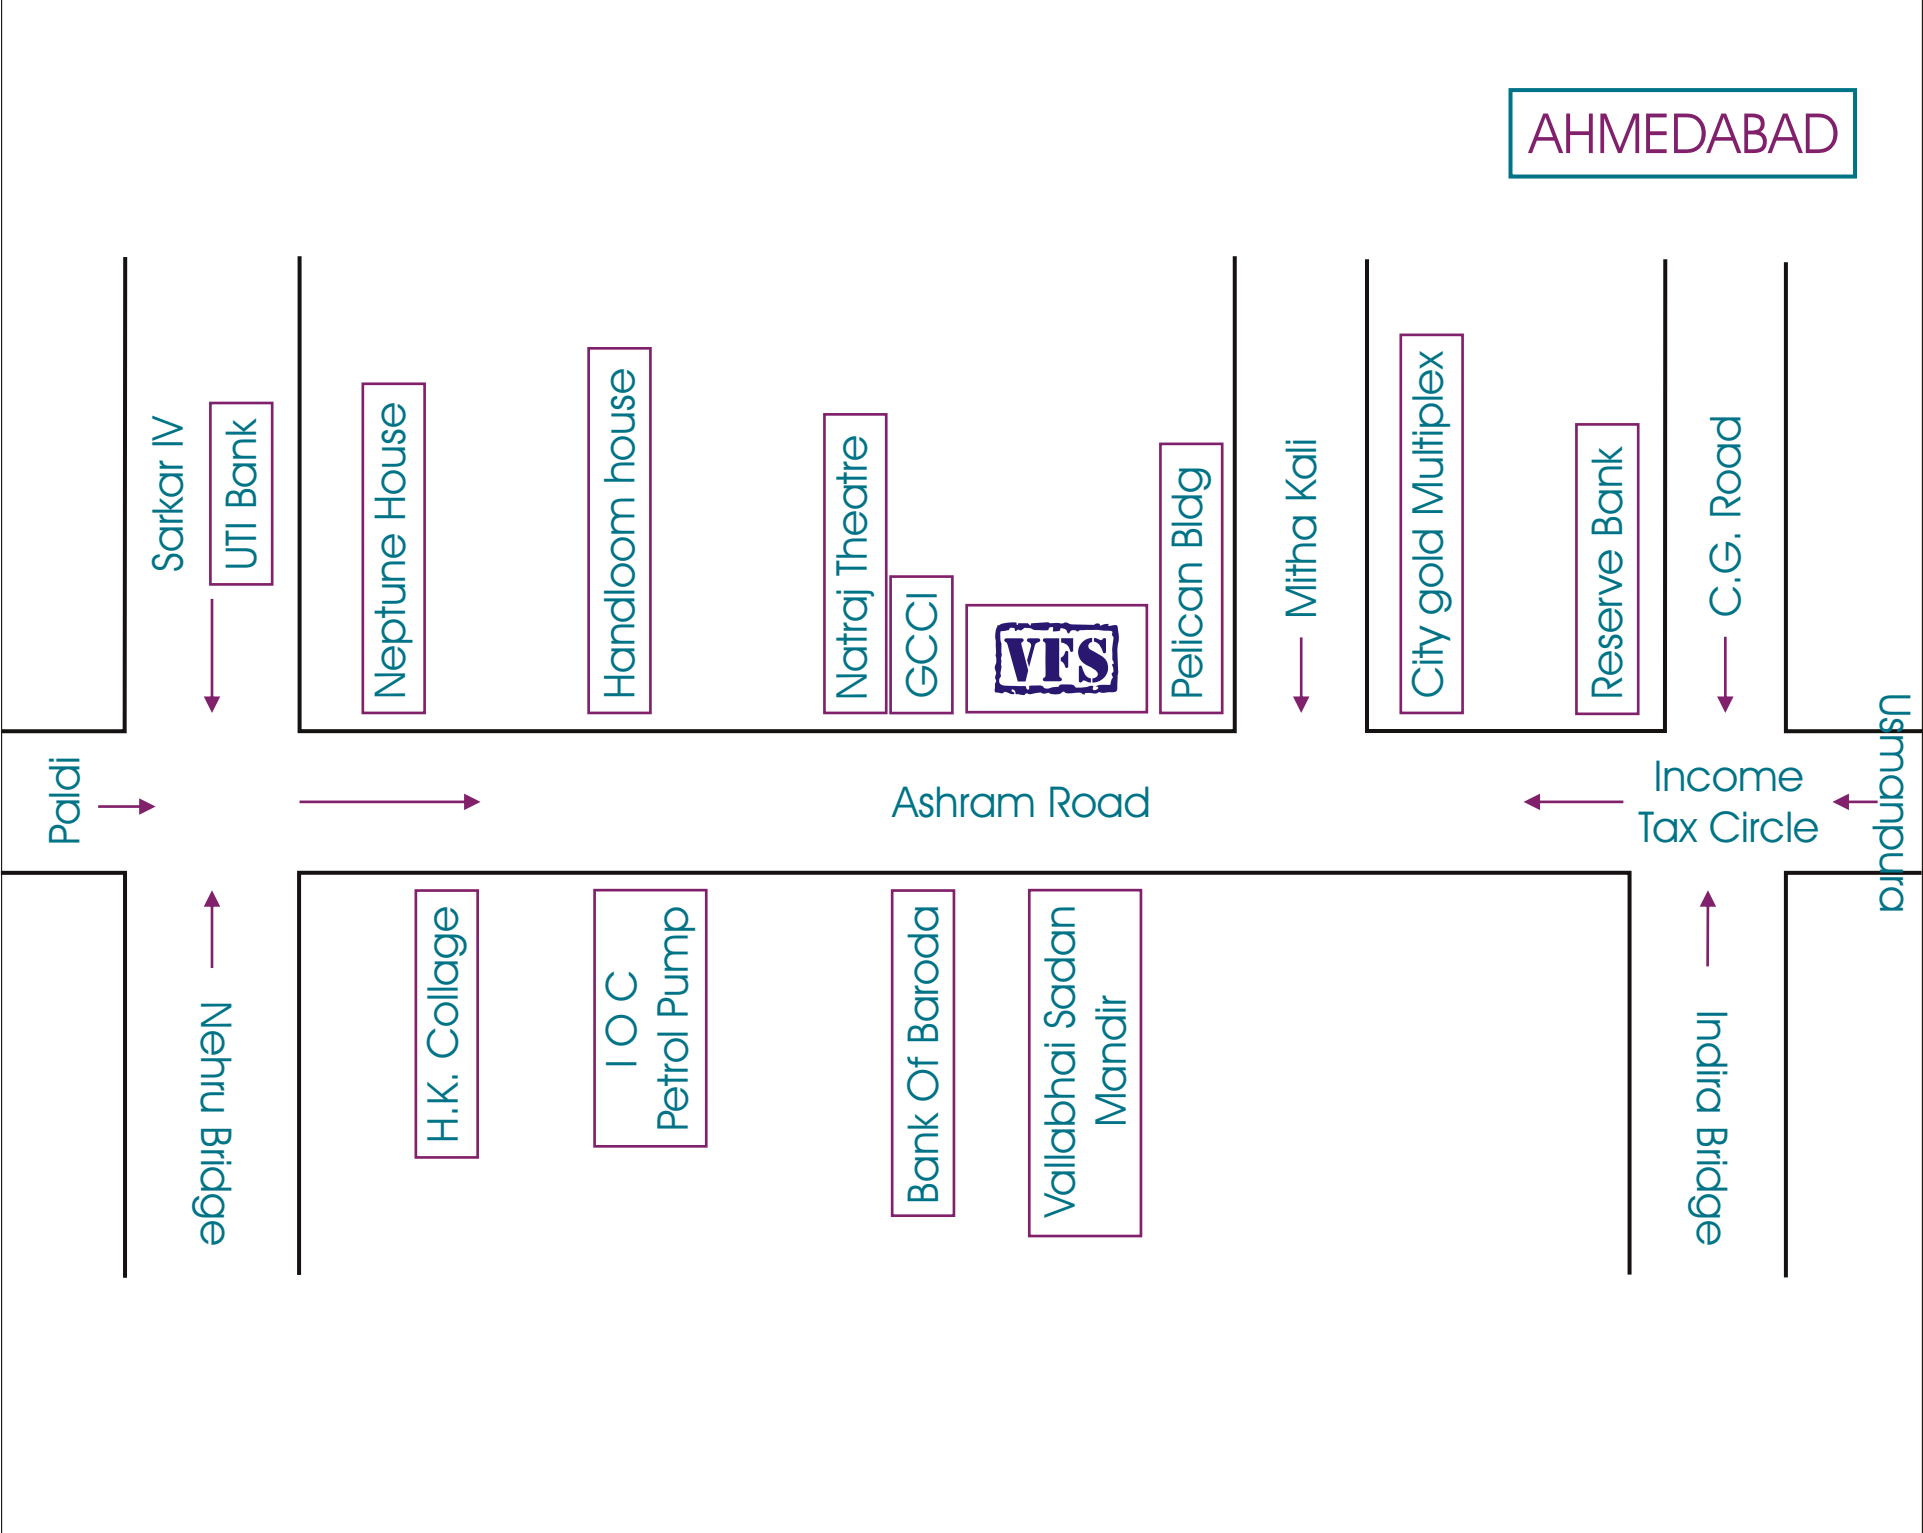 AHMEDABAD
Sarkar IV
UTI Bank
Neptune House
Handloom house
Natraj Theatre
GCCI
VFS
Pelican Bldg
Mitha Kali
City gold Multiplex
Reserve Bank
C.G. Road
Paldi
Ashram Road
Income
Tax Circle
Usmanpura
Nehru Bridge
H.K. Collage
I O C
Petrol Pump
Bank Of Baroda
Vallabhai Sadan
Mandir
Indira Bridge